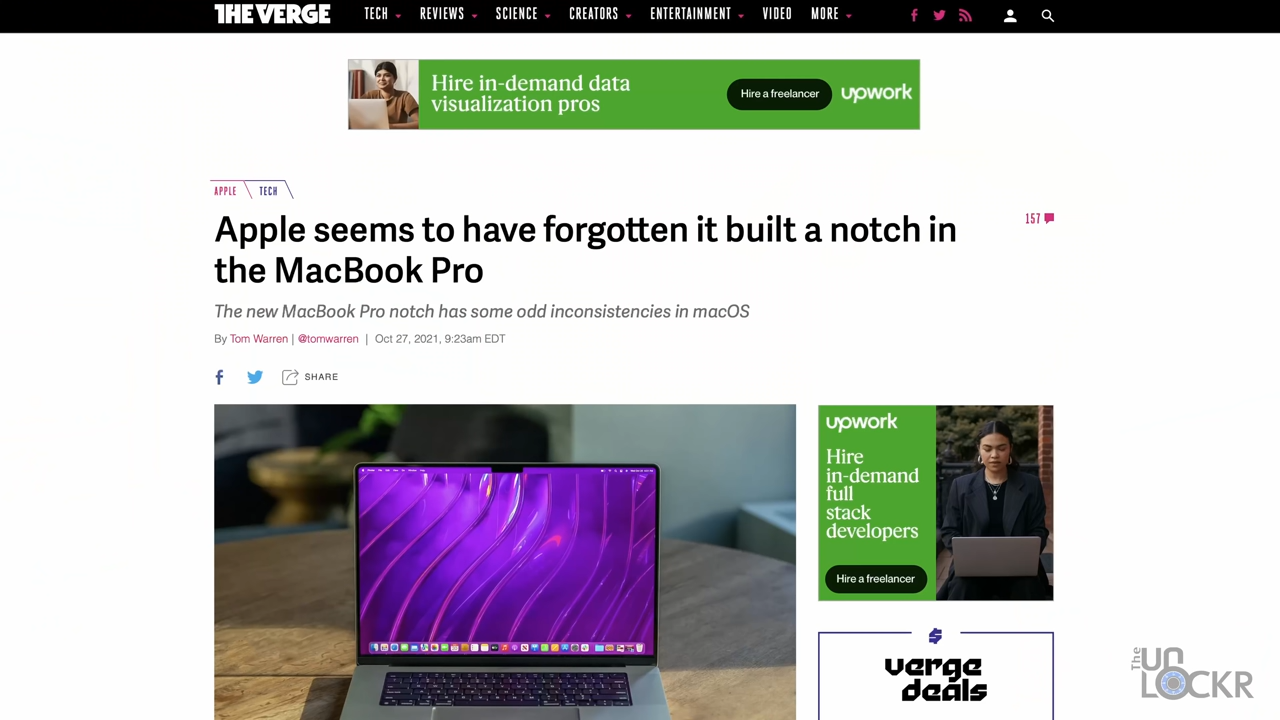 THE VERGE
TECH REVIEWS SCIENCE CREATORS ENTERTAINMENT VIDEO MORE
Hire in-demand data
visualization pros
Hire a freelancer
upwork
APPLE TECH
Apple seems to have forgotten it built a notch in
the MacBook Pro
157
The new MacBook Pro notch has some odd inconsistencies in macOS
By Tom Warren | @tomwarren | Oct 27, 2021, 9:23am EDT
SHARE
upwork
Hire
in-demand
full
stack
developers
Hire a freelancer
verge
deals
The
UN
LOCKR